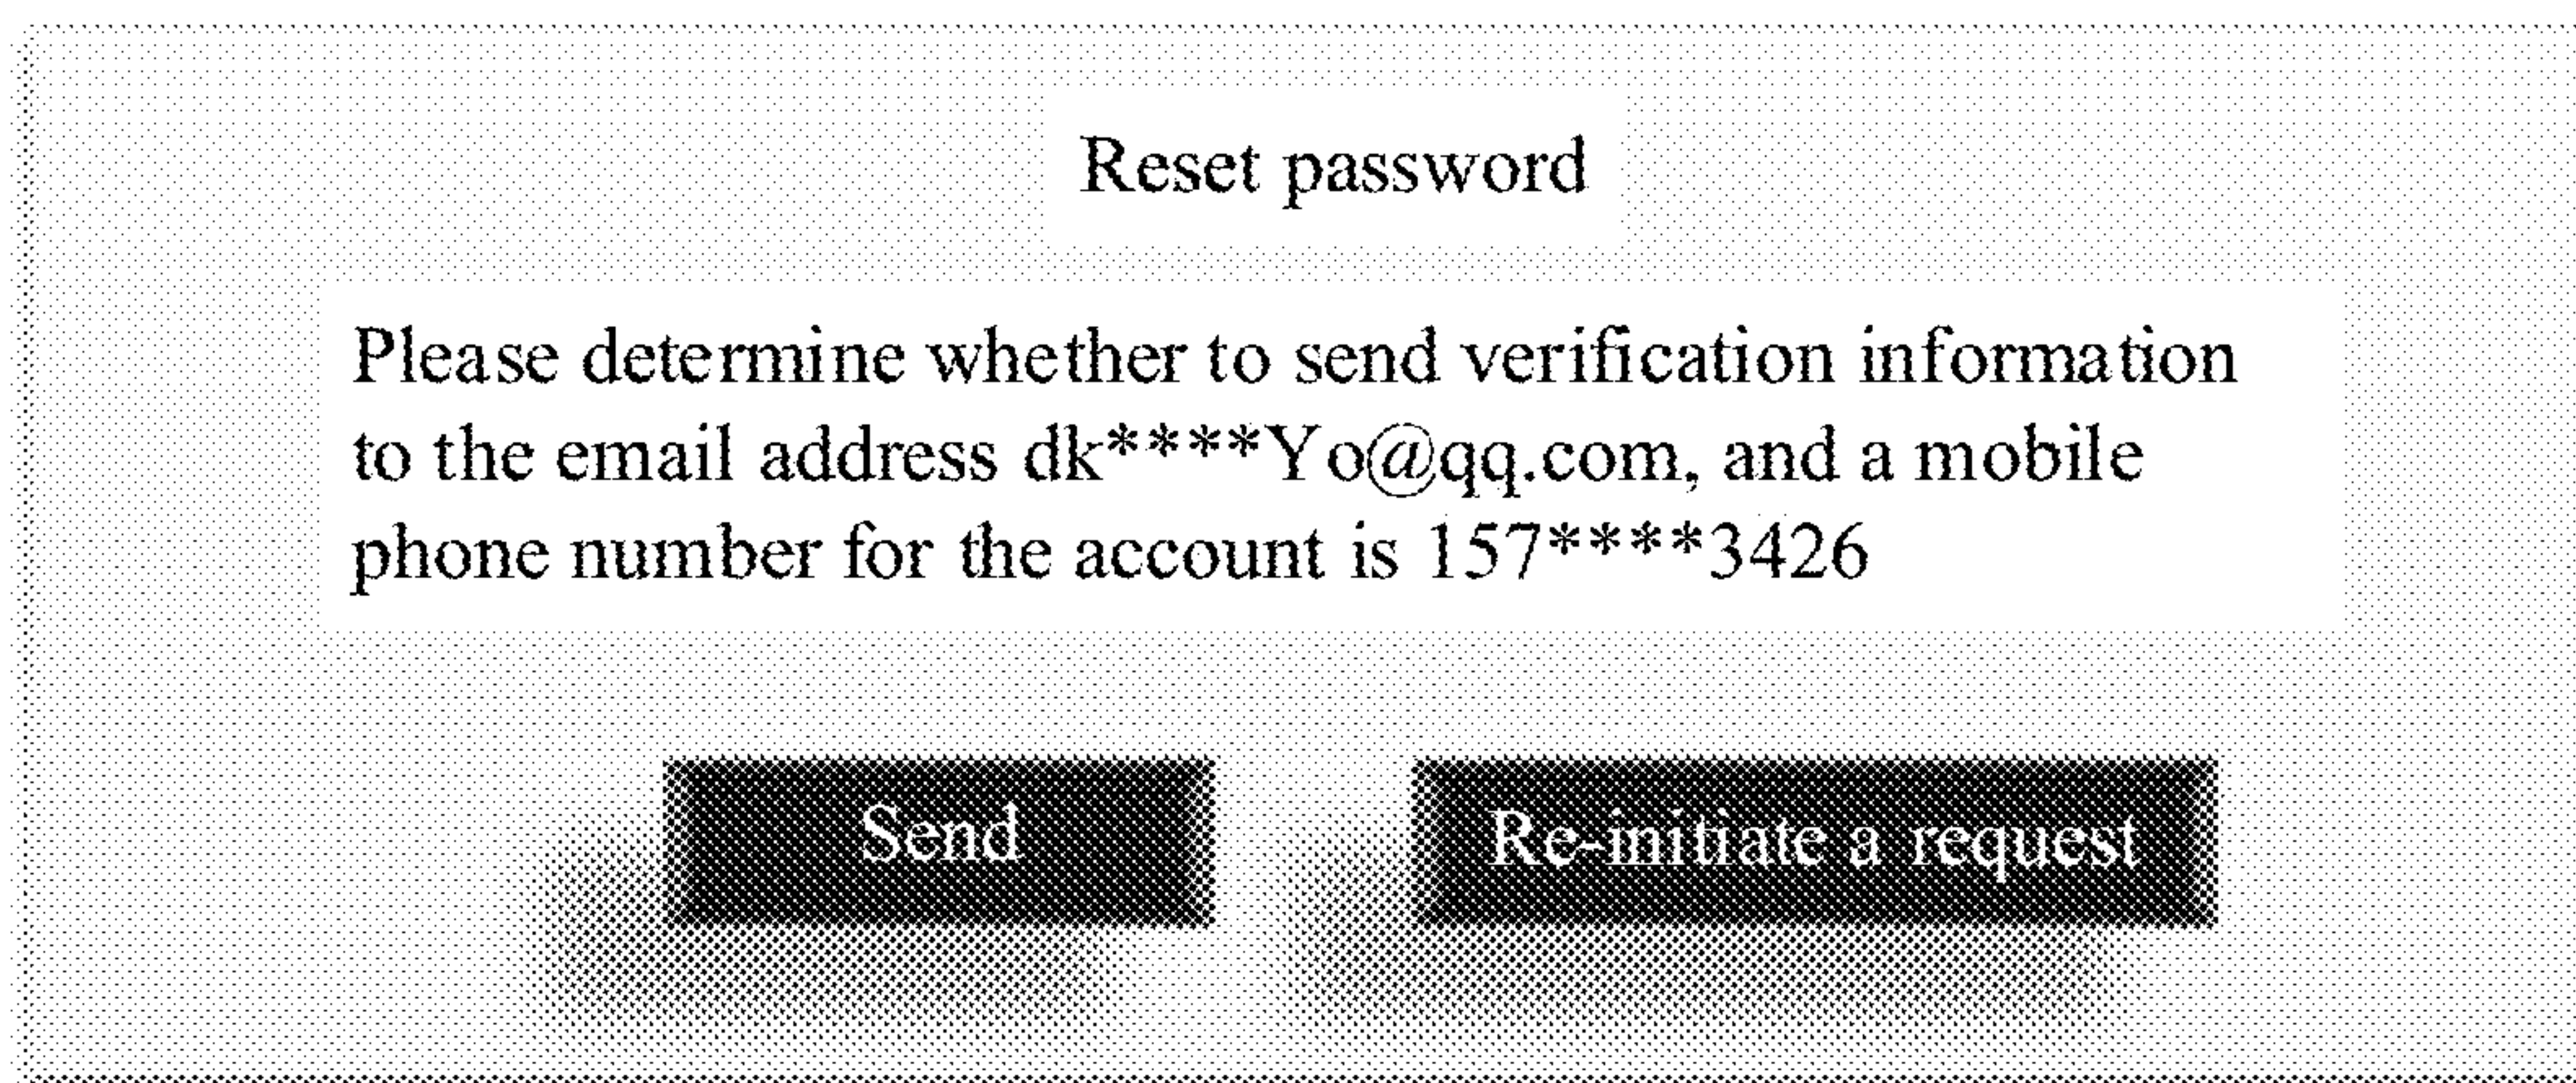 Reset password
Please determine whether to send verification information
to the email address dk****Yo@qq.com, and a mobile
phone number for the account is 157****3426
Send
Re-initiate a request